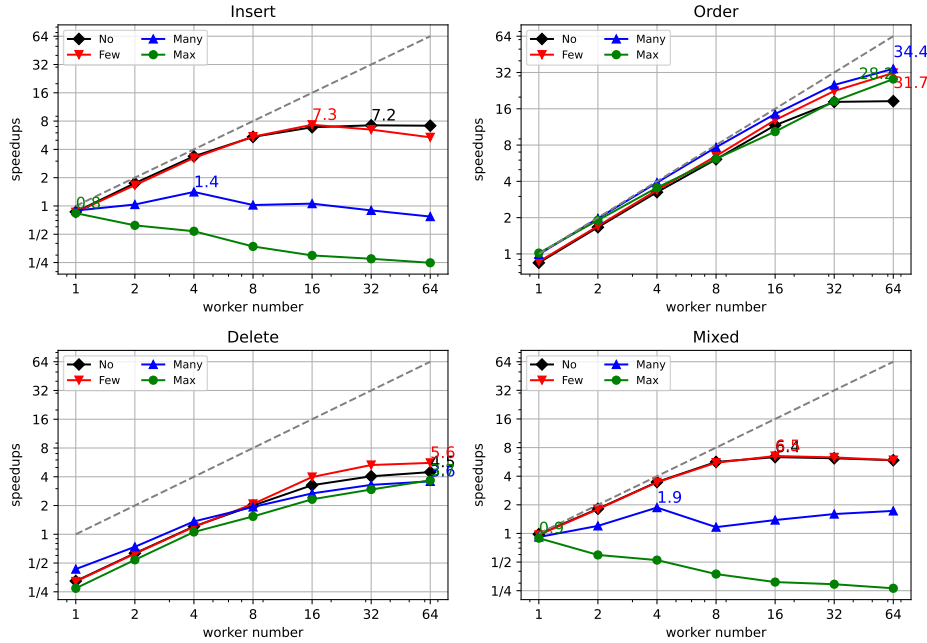 Insert
No
Few
Many
Max
64
32
16
8
4
2
1
1/2
1/4
speedups
0.8
1.4
7.3
7.2
1 2 4 8 16 32 64
worker number
Order
No
Few
Many
Max
64
32
16
8
4
2
1
speedups
34.4
31.7
1 2 4 8 16 32 64
worker number
Delete
No
Few
Many
Max
64
32
16
8
4
2
1
1/2
1/4
speedups
5.6
1 2 4 8 16 32 64
worker number
Mixed
No
Few
Many
Max
64
32
16
8
4
2
1
1/2
1/4
speedups
1.9
6.4
1 2 4 8 16 32 64
worker number